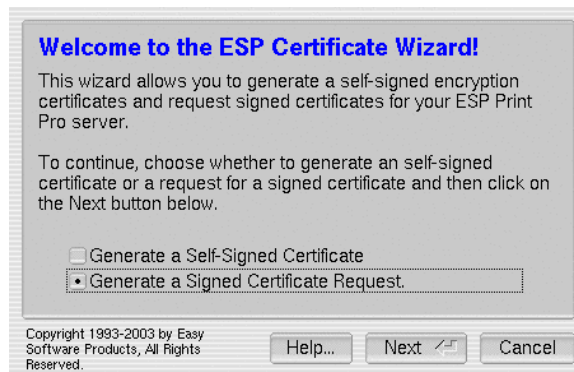 Welcome to the ESP Certificate Wizard!
This wizard allows you to generate a self-signed encryption
certificates and request signed certificates for your ESP Print
Pro server.
To continue, choose whether to generate an self-signed
certificate or a request for a signed certificate and then click on
the Next button below.
Generate a Self-Signed Certificate
Generate a Signed Certificate Request.
Copyright 1993-2003 by Easy
Software Products, All Rights
Reserved.
Help... Next Cancel